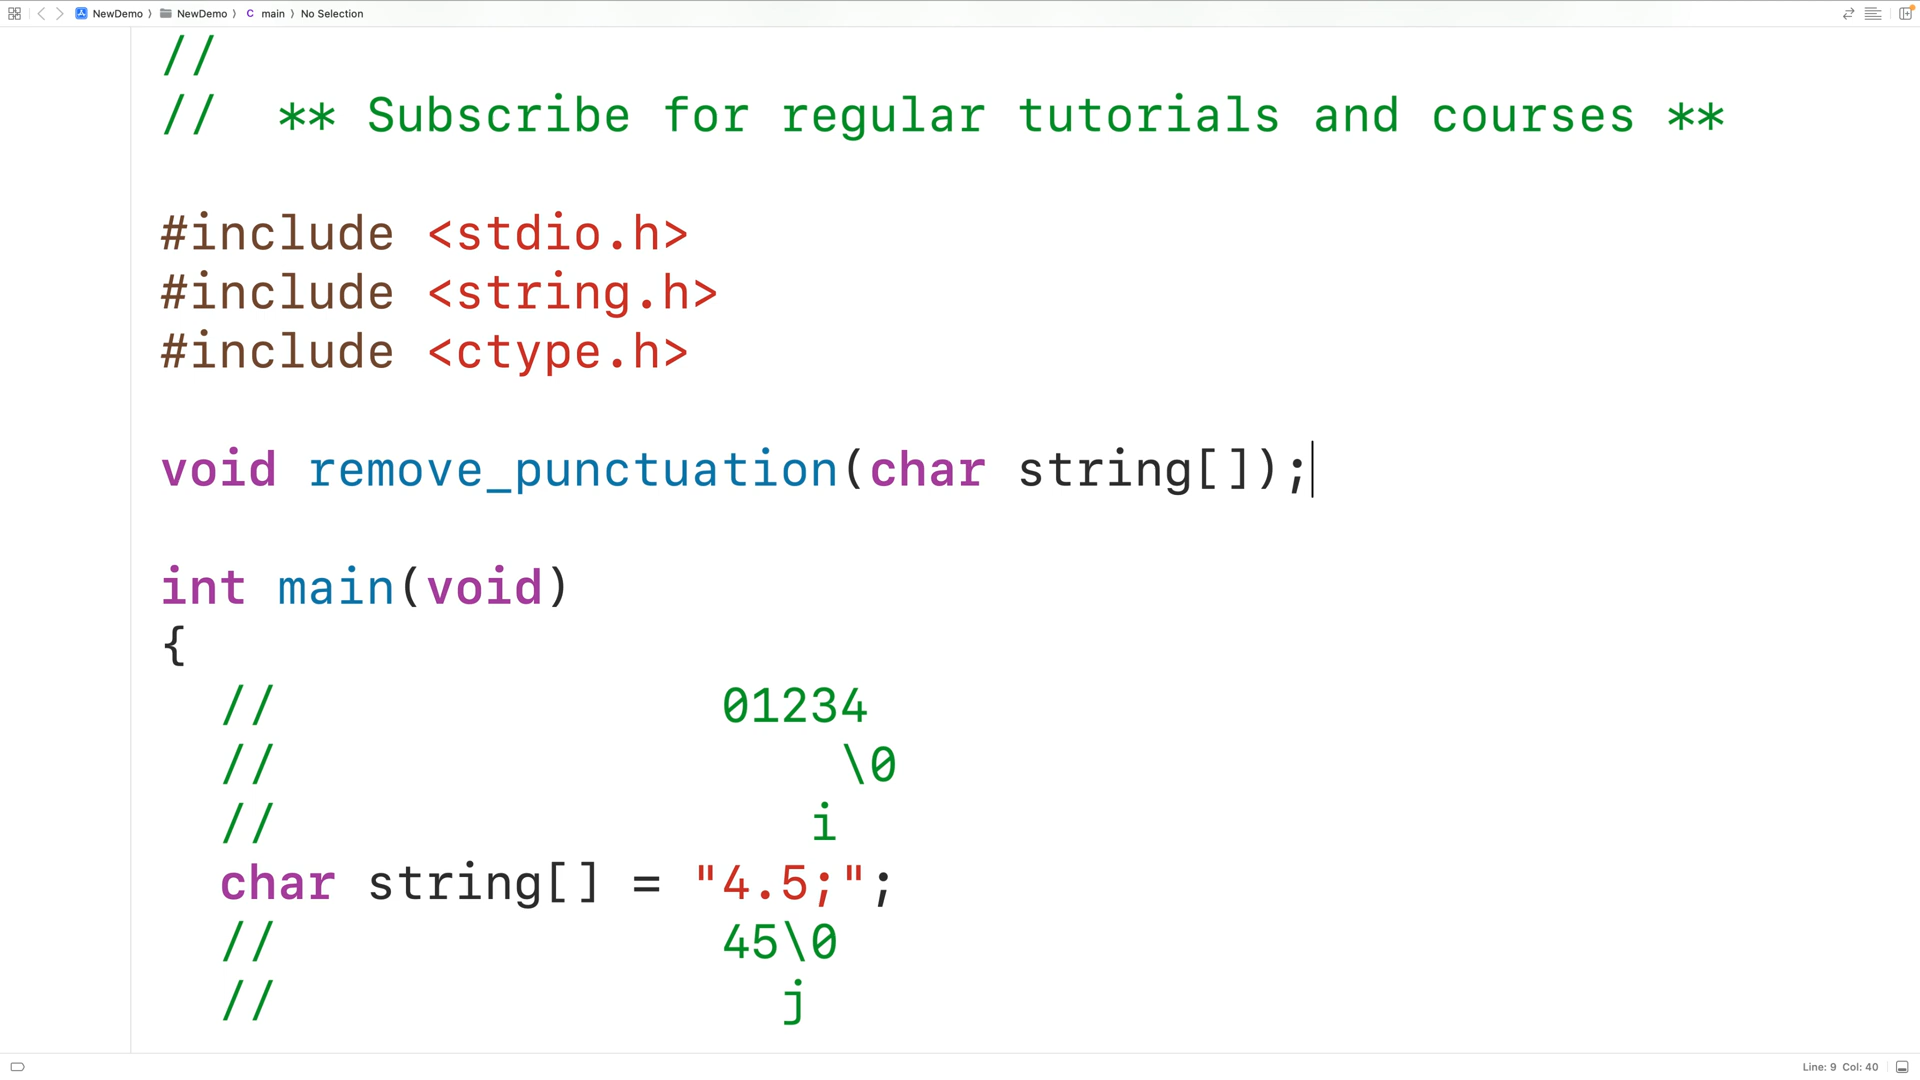 NewDemo 〉 NewDemo 〉 C main 〉 No Selection
//
//  ** Subscribe for regular tutorials and courses **
#include <stdio.h>
#include <string.h>
#include <ctype.h>
void remove_punctuation(char string[]);
int main(void)
{
//               01234
//                   \0
//                  i
char string[] = "4.5;";
//               45\0
//                 j
Line: 9 Col: 40